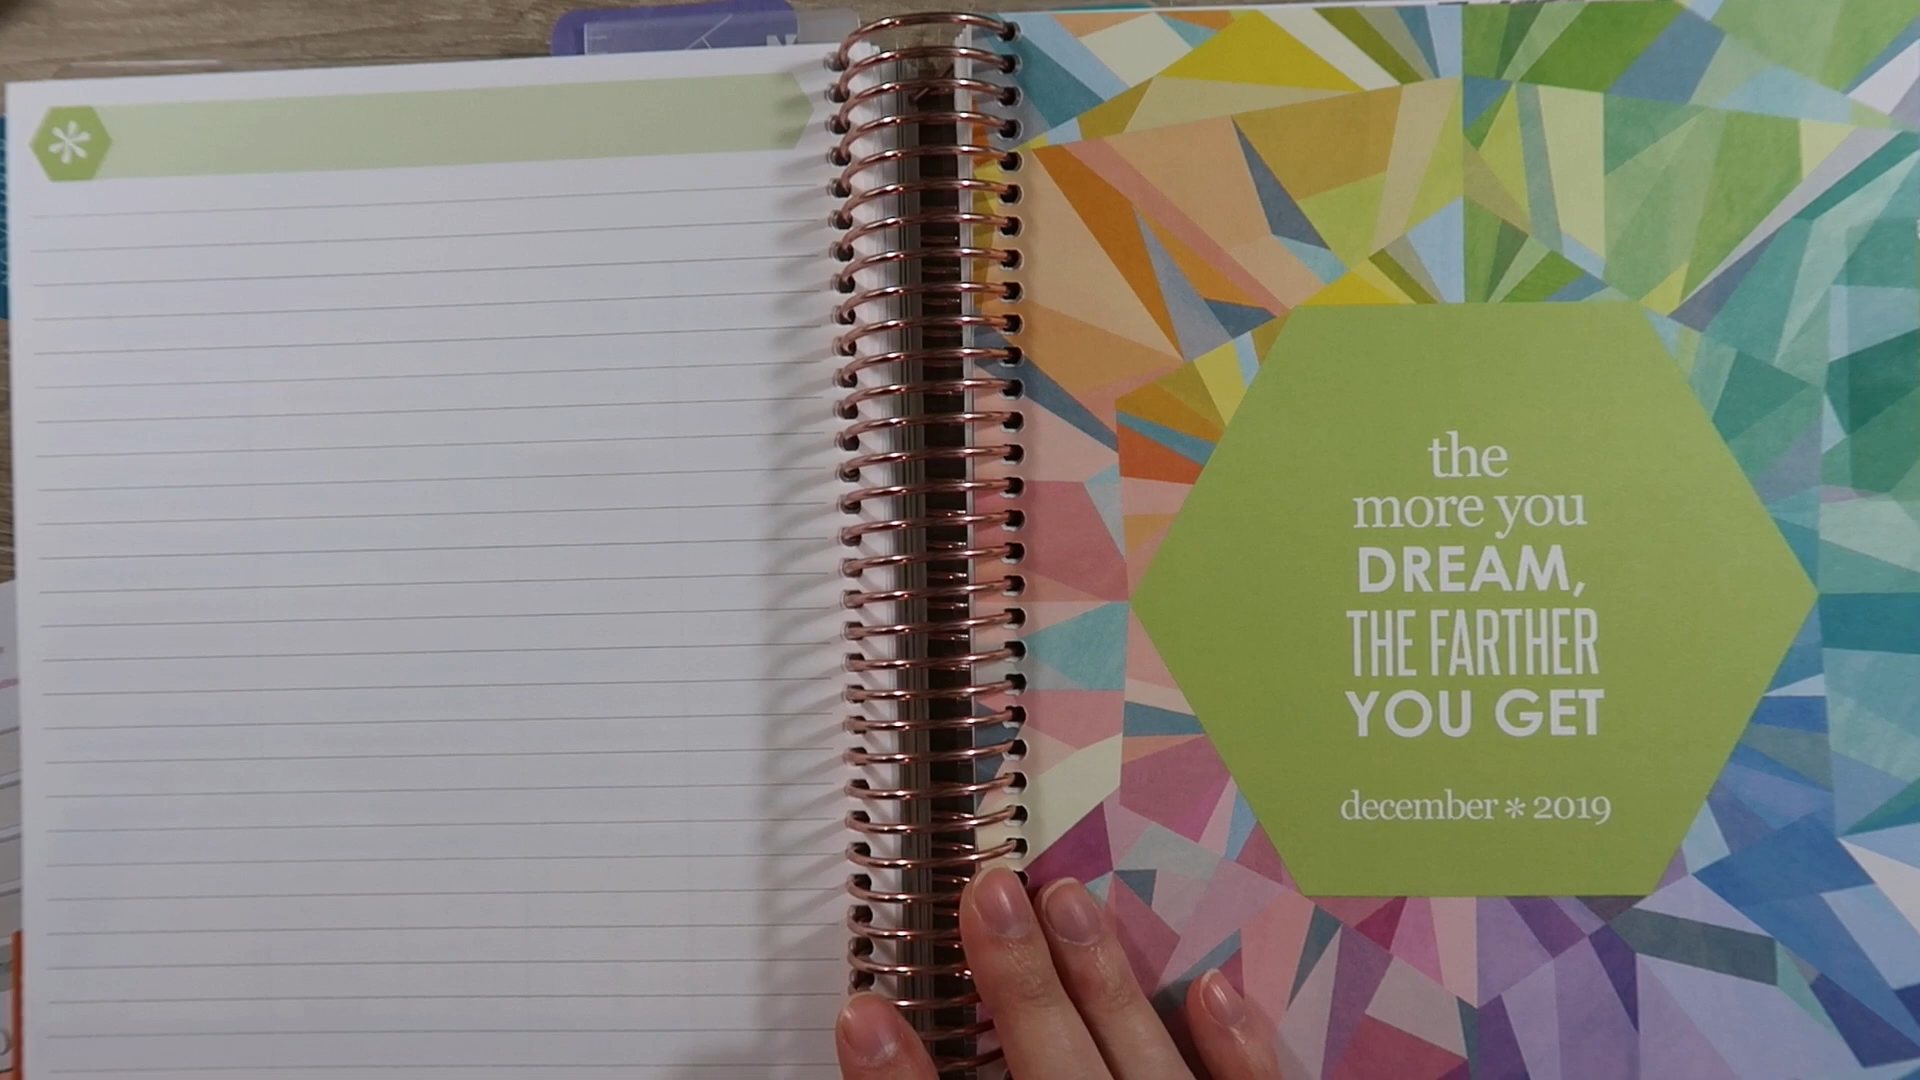 the
more you
DREAM,
THE FARTHER
YOU GET
december * 2019